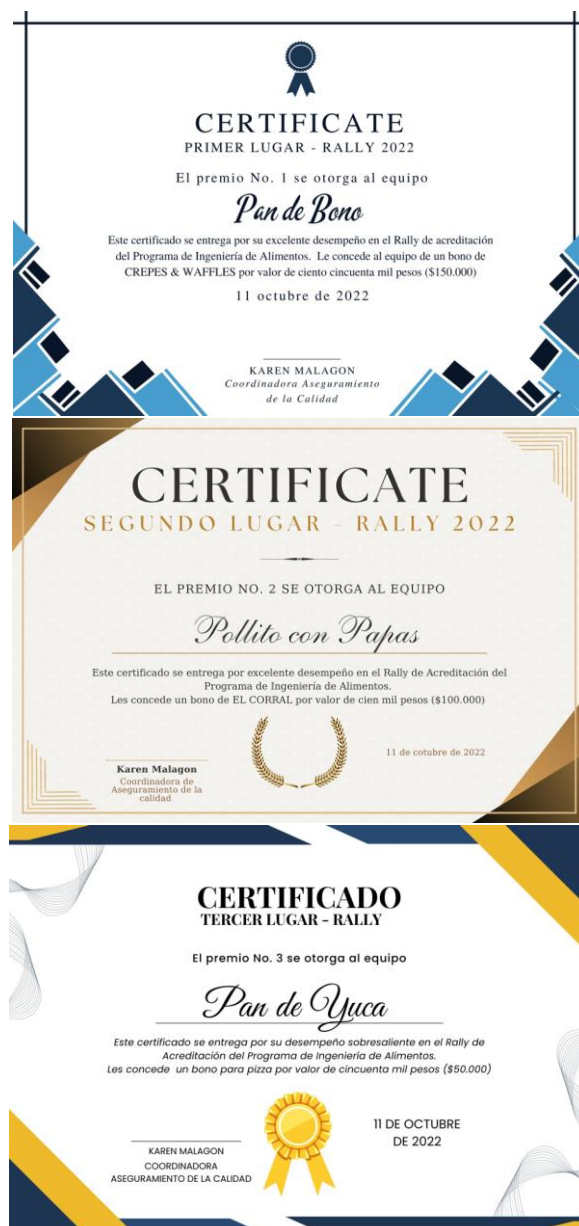 CERTIFICATE
PRIMER LUGAR - RALLY 2022
El premio No. 1 se otorga al equipo
Pan de Bono
Este certificado se entrega por su excelente desempeño en el Rally de acreditación
del Programa de Ingeniería de Alimentos. Le concede al equipo de un bono de
CREPES & WAFFLES por valor de ciento cincuenta mil pesos ($150.000)
11 octubre de 2022
KAREN MALAGON
Coordinadora Aseguramiento
de la Calidad
CERTIFICATE
SEGUNDO LUGAR - RALLY 2022
EL PREMIO NO. 2 SE OTORGA AL EQUIPO
Pollito con Papas
Este certificado se entrega por excelente desempeño en el Rally de Acreditación del
Programa de Ingeniería de Alimentos.
Les concede un bono de EL CORRAL por valor de cien mil pesos ($100.000)
11 de cotubre de 2022
Karen Malagon
Coordinadora de
Aseguramiento de la
calidad
CERTIFICADO
TERCER LUGAR - RALLY
El premio No. 3 se otorga al equipo
Pan de Yuca
Este certificado se entrega por su desempeño sobresaliente en el Rally de
Acreditación del Programa de Ingeniería de Alimentos.
Les concede un bono para pizza por valor de cincuenta mil pesos ($50.000)
11 DE OCTUBRE
DE 2022
KAREN MALAGON
COORDINADORA
ASEGURAMIENTO DE LA CALIDAD